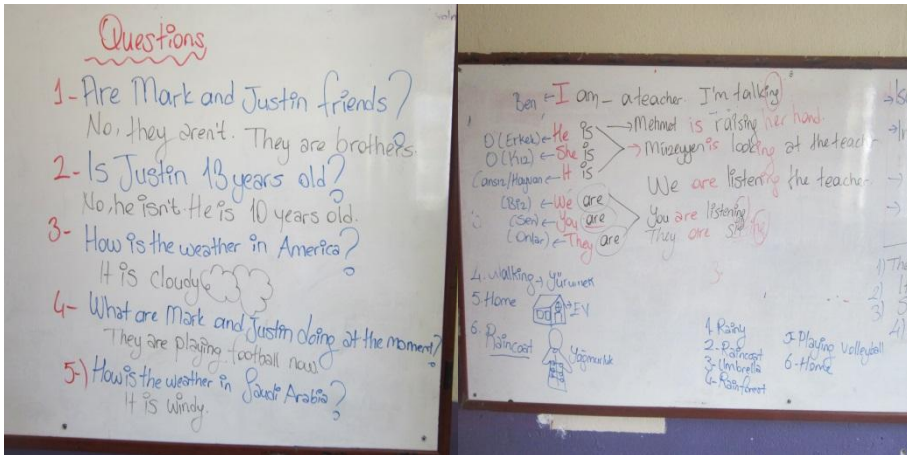 Questions
1- Are Mark and Justin friends?
No, they aren't. They are brothers.
2- Is Justin 13 years old?
No, he isn't. He is 10 years old.
3-
How is the weather in America?
It is cloudy
4- What are Mark and Justin doing at the moment?
They are playing football now.
5-) How is the weather in Saudi Arabia?
It is windy.
Ben ← I am - a teacher. I'm talking
O (Erkek) ← He is → Mehmet is raising her hand.
O (Kız) ← She is → Müzeyyen is looking at the teacher
Cansız/Hayvan ← It is
We are listening the teacher.
(Biz) ← We are
(Sen) ← You are You are listening
(Onlar) ← They are They are
4. Walking → Yürümek
5. Home → EV
6. Raincoat Yağmurluk
1. Rainy
2- Raincoat
3- Umbrella
4- Rainforest
5- Playing volleyball
6- Home
1)
2)
3)
4)